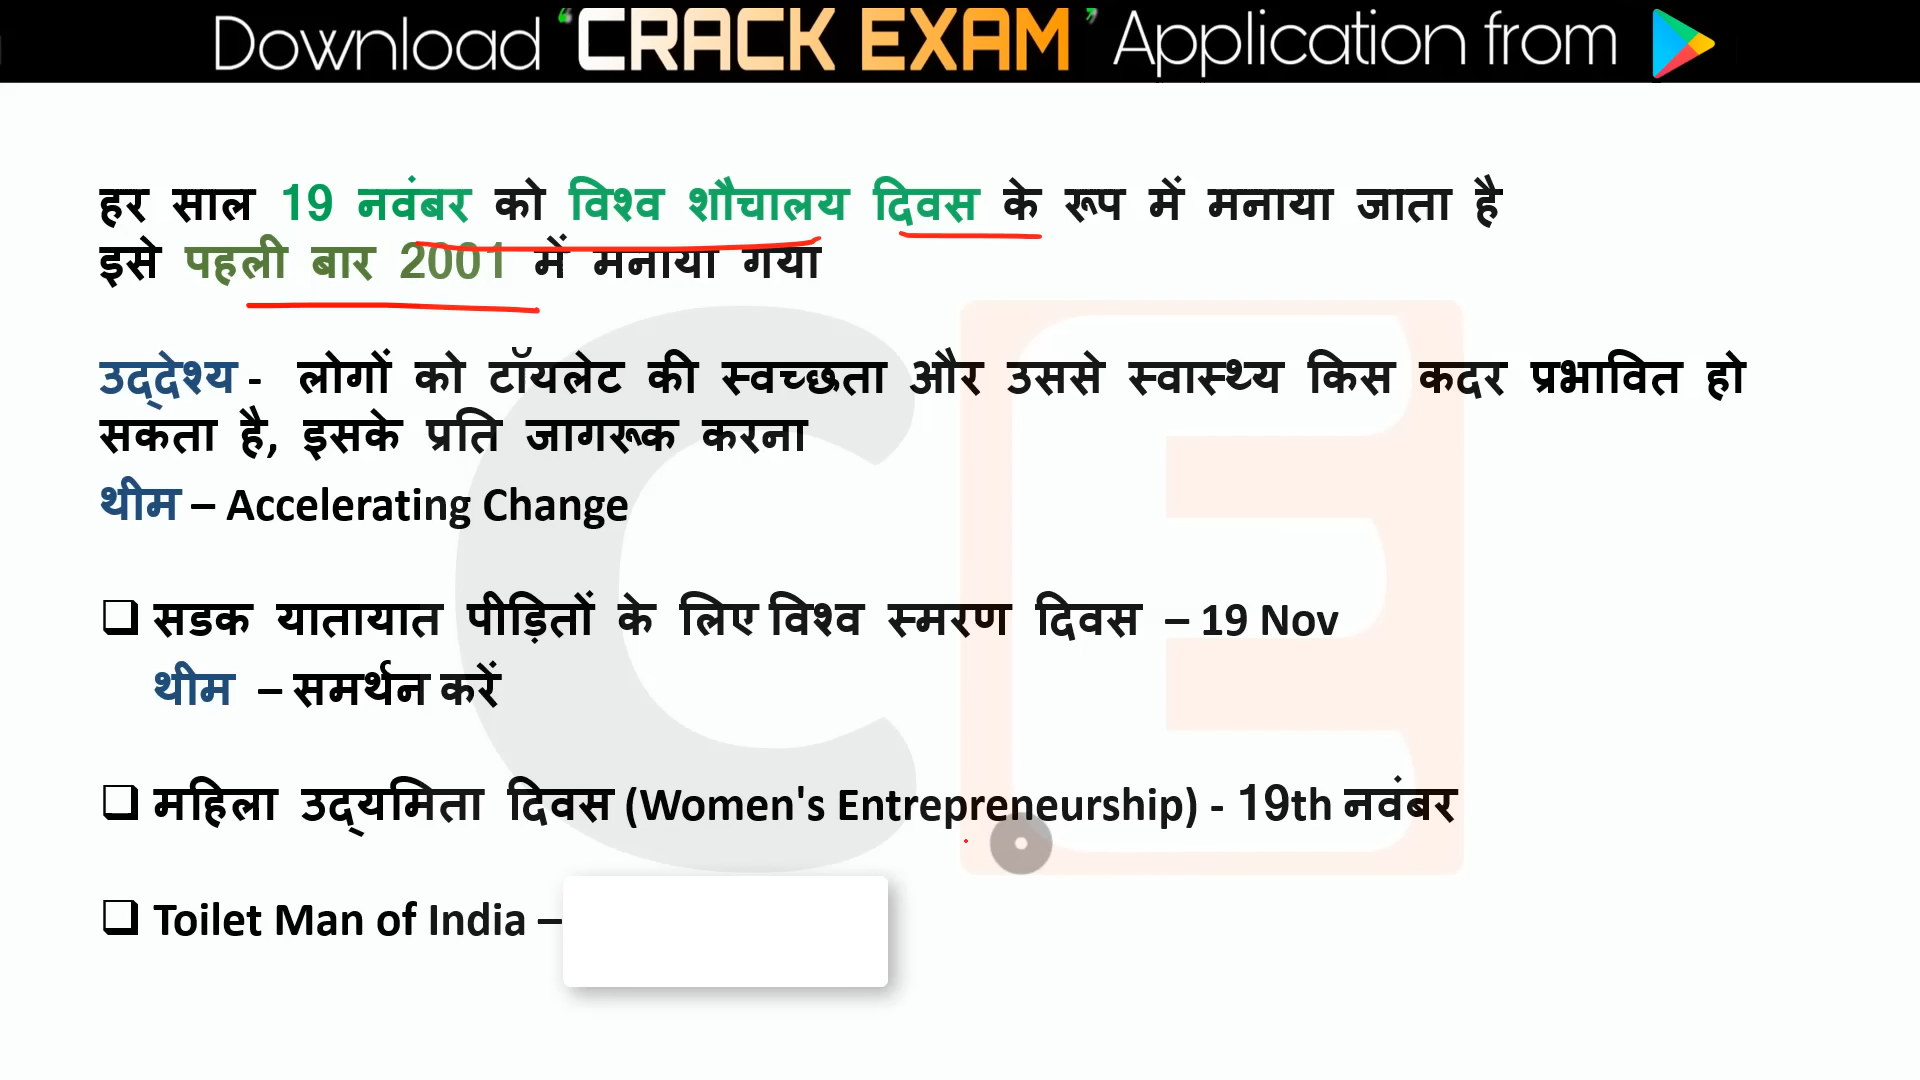 Download ‘CRACK EXAM’ Application from
हर साल 19 नवंबर को विश्व शौचालय दिवस के रूप में मनाया जाता है
इसे पहली बार 2001 में मनाया गया
उद्देश्य - लोगों को टॉयलेट की स्वच्छता और उससे स्वास्थ्य किस कदर प्रभावित हो
सकता है, इसके प्रति जागरूक करना
थीम – Accelerating Change
सडक यातायात पीड़ितों के लिए विश्व स्मरण दिवस – 19 Nov
थीम – समर्थन करें
महिला उद्यमिता दिवस (Women's Entrepreneurship) - 19th नवंबर
Toilet Man of India –
CE